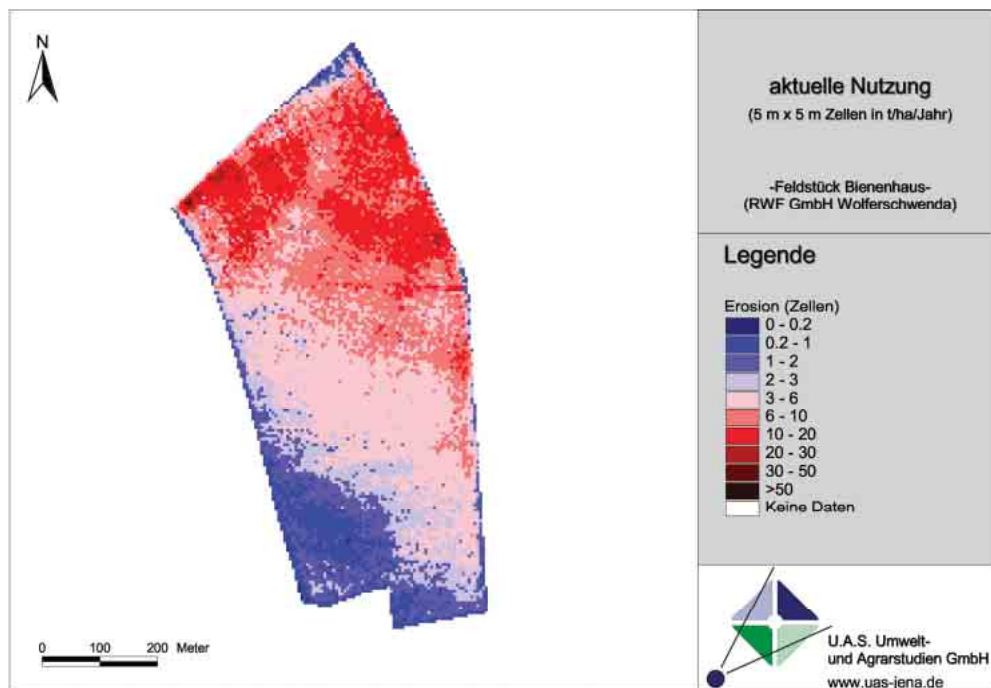 N
0 100 200 Meter
aktuelle Nutzung
(5 m x 5 m Zellen in t/ha/Jahr)
-Feldstück Bienenhaus-
(RWF GmbH Wolferschwenda)
Legende
Erosion (Zellen)
0 - 0.2
0.2 - 1
1 - 2
2 - 3
3 - 6
6 - 10
10 - 20
20 - 30
30 - 50
>50
Keine Daten
U.A.S. Umwelt-
und Agrarstudien GmbH
www.uas-jena.de